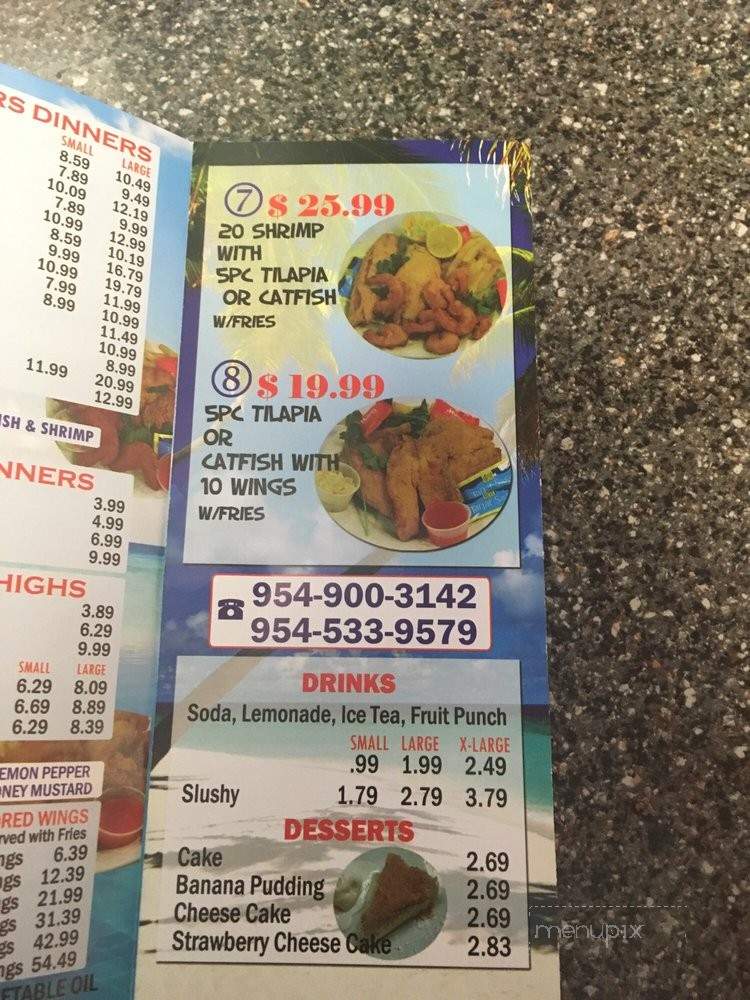 RS DINNERS
SMALL LARGE
8.59 10.49
7.89 9.49
10.09 12.19
7.89 9.99
10.99 12.99
8.59 10.19
9.99 16.79
10.99 19.79
7.99 11.99
8.99 10.99
11.49
10.99
8.99
11.99 20.99
12.99
ISH & SHRIMP
NNERS
3.99
4.99
6.99
9.99
HIGHS
3.89
6.29
9.99
SMALL LARGE
6.29 8.09
6.69 8.89
6.29 8.39
EMON PEPPER
NEY MUSTARD
RED WINGS
rved with Fries
ngs 6.39
ngs 12.39
gs 21.99
gs 31.39
gs 42.99
ngs 54.49
ETABLE OIL
7 $ 25.99
20 SHRIMP
WITH
5PC TILAPIA
OR CATFISH
W/FRIES
8 $ 19.99
5PC TILAPIA
OR
CATFISH WITH
10 WINGS
W/FRIES
954-900-3142
954-533-9579
DRINKS
Soda, Lemonade, Ice Tea, Fruit Punch
SMALL LARGE X-LARGE
.99 1.99 2.49
Slushy 1.79 2.79 3.79
DESSERTS
Cake 2.69
Banana Pudding 2.69
Cheese Cake 2.69
Strawberry Cheese Cake 2.83
menupix